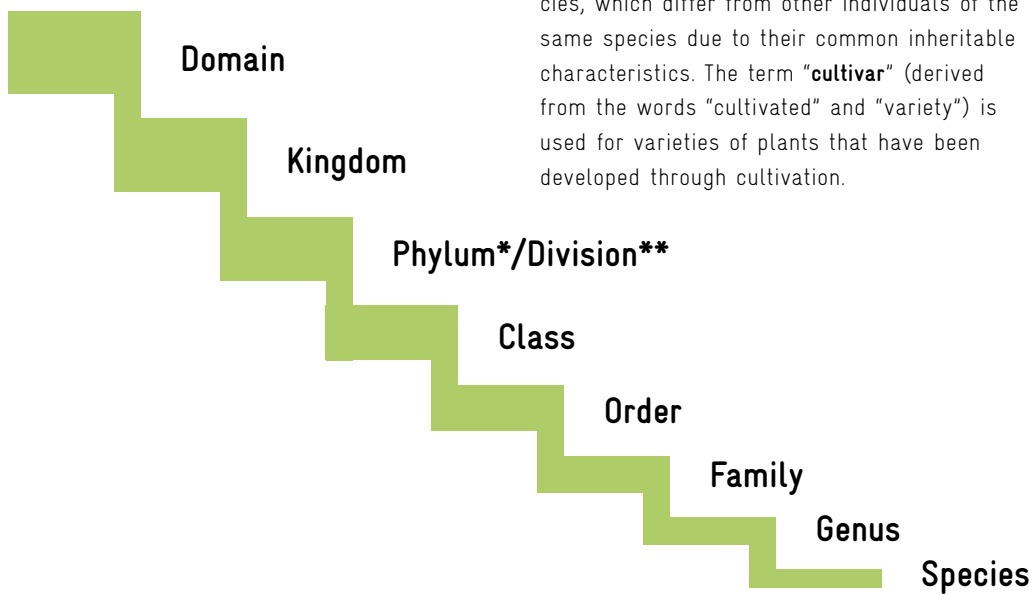 cies, which differ from other individuals of the
same species due to their common inheritable
characteristics. The term “cultivar” (derived
from the words “cultivated” and “variety”) is
used for varieties of plants that have been
developed through cultivation.
Domain
Kingdom
Phylum*/Division**
Class
Order
Family
Genus
Species